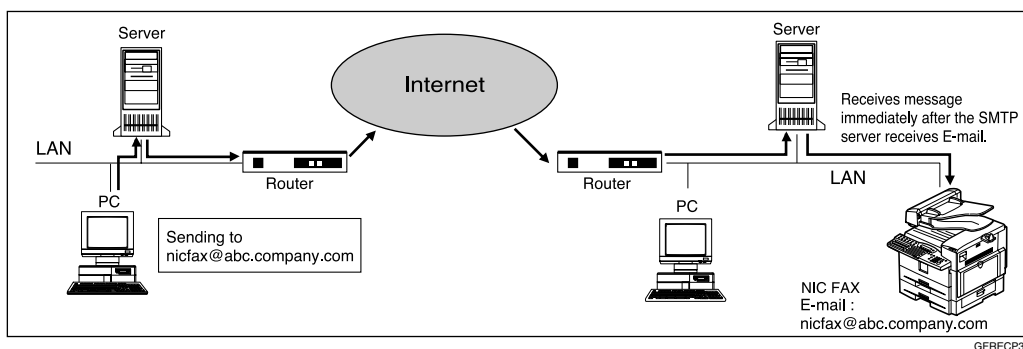 Server
Internet
Server
Receives message
immediately after the SMTP
server receives E-mail.
LAN
Router
Router
LAN
PC
PC
Sending to
nicfax@abc.company.com
NIC FAX
E-mail :
nicfax@abc.company.com
GFRECP3